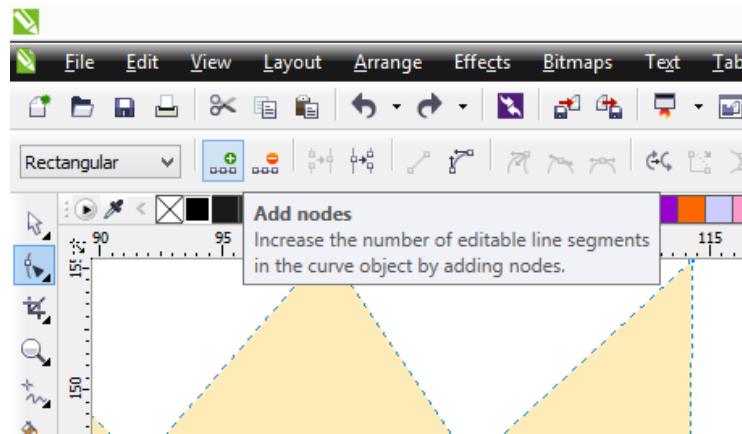 File Edit View Layout Arrange Effects Bitmaps Text Tab
Rectangular
Add nodes
Increase the number of editable line segments
in the curve object by adding nodes.
90 95 115
155
150